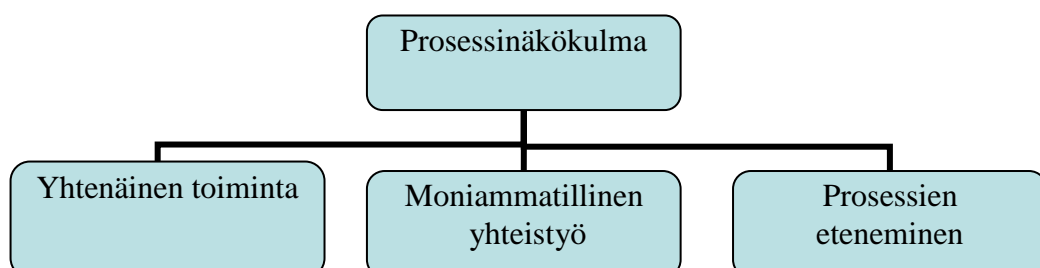 Prosessinäkökulma
Yhtenäinen toiminta
Moniammatillinen
yhteistyö
Prosessien
eteneminen